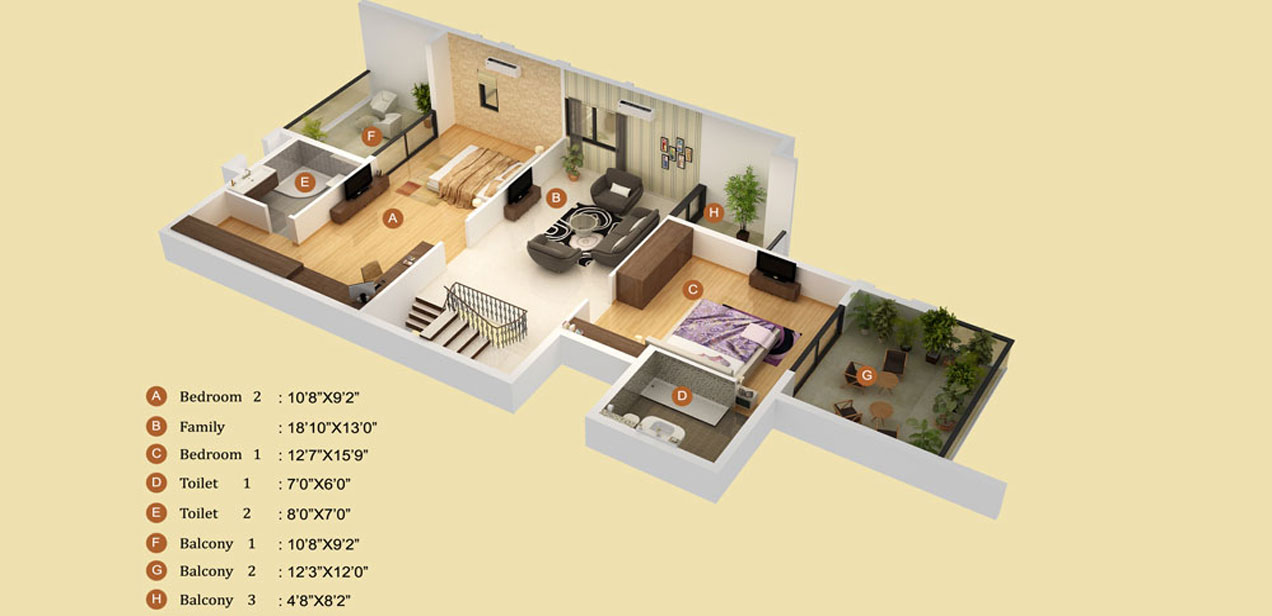 F
E
A
B
H
C
G
D
A Bedroom 2 : 10'8"X9'2"
B Family : 18'10"X13'0"
C Bedroom 1 : 12'7"X15'9"
D Toilet 1 : 7'0"X6'0"
E Toilet 2 : 8'0"X7'0"
F Balcony 1 : 10'8"X9'2"
G Balcony 2 : 12'3"X12'0"
H Balcony 3 : 4'8"X8'2"